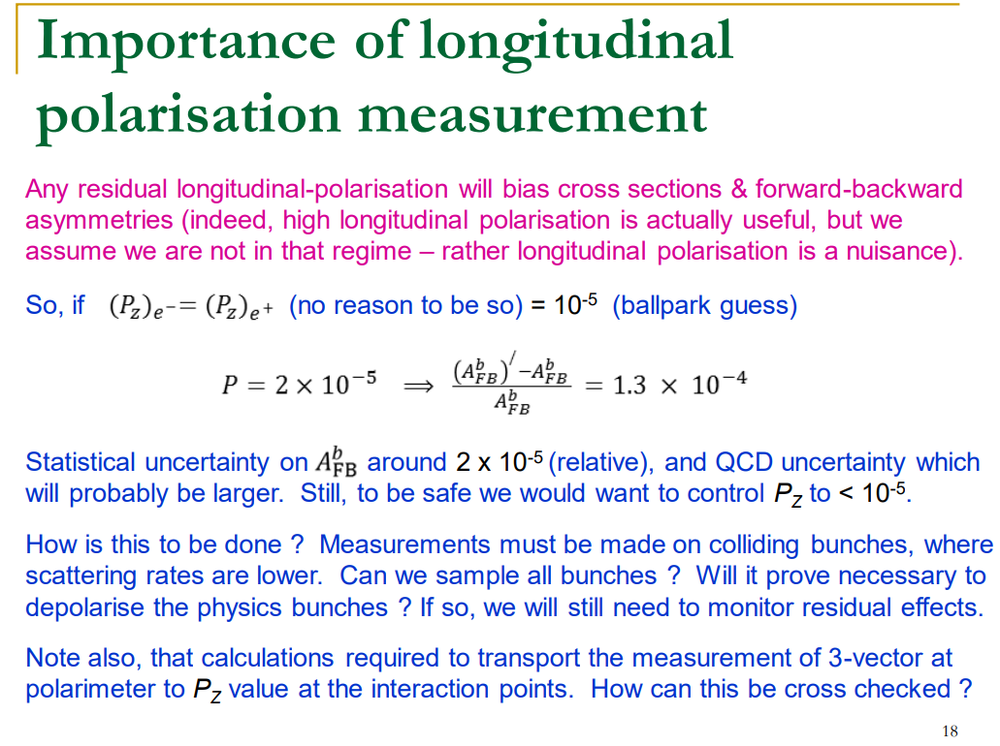 Importance of longitudinal
polarisation measurement
Any residual longitudinal-polarisation will bias cross sections & forward-backward
asymmetries (indeed, high longitudinal polarisation is actually useful, but we
assume we are not in that regime – rather longitudinal polarisation is a nuisance).
So, if (P_z)_{e^-} = (P_z)_{e^+} (no reason to be so) = 10^{-5} (ballpark guess)
P = 2 × 10^{-5} ⟹ \frac{(A_{FB}^b)^/ − A_{FB}^b}{A_{FB}^b} = 1.3 × 10^{-4}
Statistical uncertainty on A_{FB}^b around 2 x 10^{-5} (relative), and QCD uncertainty which
will probably be larger. Still, to be safe we would want to control P_Z to < 10^{-5}.
How is this to be done ? Measurements must be made on colliding bunches, where
scattering rates are lower. Can we sample all bunches ? Will it prove necessary to
depolarise the physics bunches ? If so, we will still need to monitor residual effects.
Note also, that calculations required to transport the measurement of 3-vector at
polarimeter to P_Z value at the interaction points. How can this be cross checked ?
18